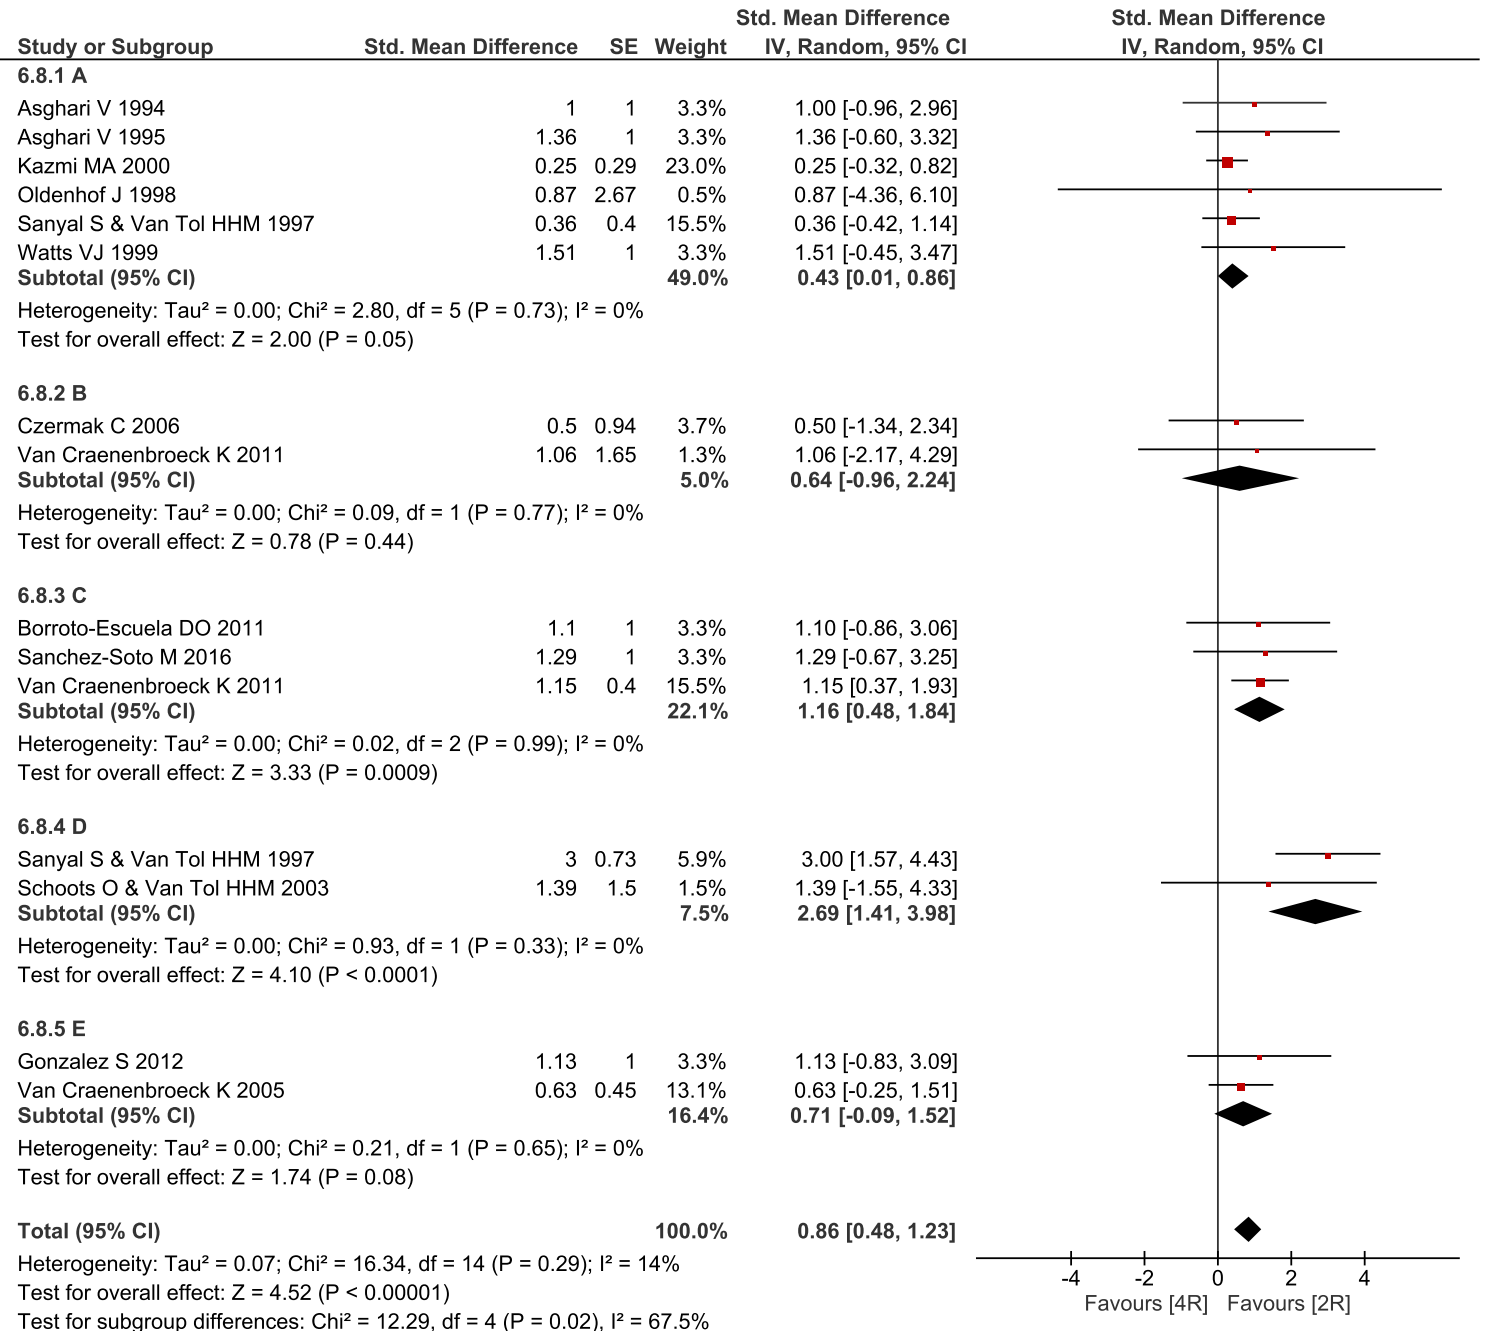 Std. Mean Difference Std. Mean Difference
Study or Subgroup Std. Mean Difference SE Weight IV, Random, 95% CI IV, Random, 95% CI
6.8.1 A
Asghari V 1994 1 1 3.3% 1.00 [-0.96, 2.96]
Asghari V 1995 1.36 1 3.3% 1.36 [-0.60, 3.32]
Kazmi MA 2000 0.25 0.29 23.0% 0.25 [-0.32, 0.82]
Oldenhof J 1998 0.87 2.67 0.5% 0.87 [-4.36, 6.10]
Sanyal S & Van Tol HHM 1997 0.36 0.4 15.5% 0.36 [-0.42, 1.14]
Watts VJ 1999 1.51 1 3.3% 1.51 [-0.45, 3.47]
Subtotal (95% CI) 49.0% 0.43 [0.01, 0.86]
Heterogeneity: Tau² = 0.00; Chi² = 2.80, df = 5 (P = 0.73); I² = 0%
Test for overall effect: Z = 2.00 (P = 0.05)
6.8.2 B
Czermak C 2006 0.5 0.94 3.7% 0.50 [-1.34, 2.34]
Van Craenenbroeck K 2011 1.06 1.65 1.3% 1.06 [-2.17, 4.29]
Subtotal (95% CI) 5.0% 0.64 [-0.96, 2.24]
Heterogeneity: Tau² = 0.00; Chi² = 0.09, df = 1 (P = 0.77); I² = 0%
Test for overall effect: Z = 0.78 (P = 0.44)
6.8.3 C
Borroto-Escuela DO 2011 1.1 1 3.3% 1.10 [-0.86, 3.06]
Sanchez-Soto M 2016 1.29 1 3.3% 1.29 [-0.67, 3.25]
Van Craenenbroeck K 2011 1.15 0.4 15.5% 1.15 [0.37, 1.93]
Subtotal (95% CI) 22.1% 1.16 [0.48, 1.84]
Heterogeneity: Tau² = 0.00; Chi² = 0.02, df = 2 (P = 0.99); I² = 0%
Test for overall effect: Z = 3.33 (P = 0.0009)
6.8.4 D
Sanyal S & Van Tol HHM 1997 3 0.73 5.9% 3.00 [1.57, 4.43]
Schoots O & Van Tol HHM 2003 1.39 1.5 1.5% 1.39 [-1.55, 4.33]
Subtotal (95% CI) 7.5% 2.69 [1.41, 3.98]
Heterogeneity: Tau² = 0.00; Chi² = 0.93, df = 1 (P = 0.33); I² = 0%
Test for overall effect: Z = 4.10 (P < 0.0001)
6.8.5 E
Gonzalez S 2012 1.13 1 3.3% 1.13 [-0.83, 3.09]
Van Craenenbroeck K 2005 0.63 0.45 13.1% 0.63 [-0.25, 1.51]
Subtotal (95% CI) 16.4% 0.71 [-0.09, 1.52]
Heterogeneity: Tau² = 0.00; Chi² = 0.21, df = 1 (P = 0.65); I² = 0%
Test for overall effect: Z = 1.74 (P = 0.08)
Total (95% CI) 100.0% 0.86 [0.48, 1.23]
Heterogeneity: Tau² = 0.07; Chi² = 16.34, df = 14 (P = 0.29); I² = 14%
-4 -2 0 2 4
Test for overall effect: Z = 4.52 (P < 0.00001)
Favours [4R] Favours [2R]
Test for subgroup differences: Chi² = 12.29, df = 4 (P = 0.02), I² = 67.5%